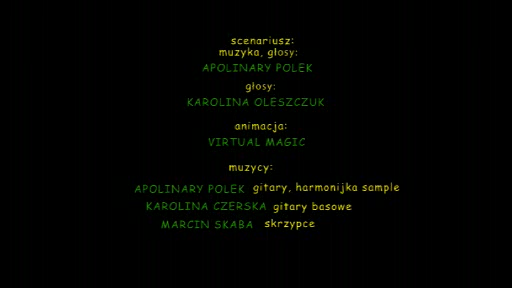 scenariusz:
muzyka, głosy:
APOLINARY POLEK
głosy:
KAROLINA OLESZCZUK
animacja:
VIRTUAL MAGIC
muzycy:
APOLINARY POLEK gitary, harmonijka sample
KAROLINA CZERSKA gitary basowe
MARCIN SKABA skrzypce